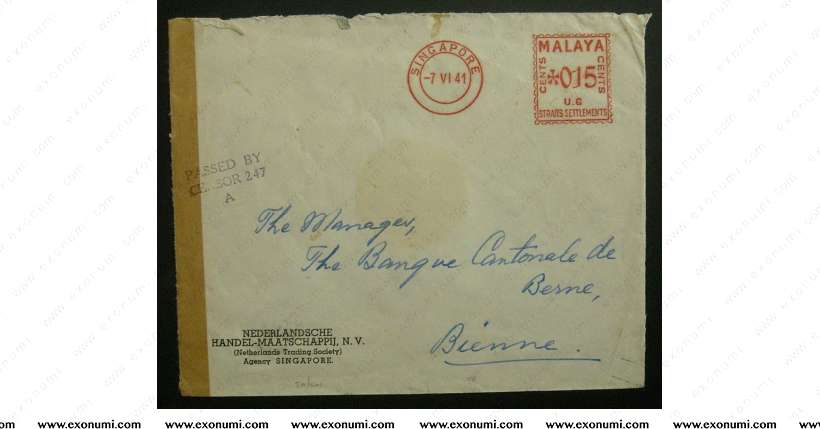 SINGAPORE
-7 VI 41
MALAYA
CENTS
CENTS
015
U.6
STRAITS SETTLEMENTS
PASSED BY
CENSOR 247
A
The Manager,
The Banque Cantonale de
Berne,
Bienne.
NEDERLANDSCHE
HANDEL-MAATSCHAPPIJ, N. V.
(Netherlands Trading Society)
Agency SINGAPORE.
www.exonumi.com www.exonumi.com www.exonumi.com www.exonumi.com www.exonumi.com